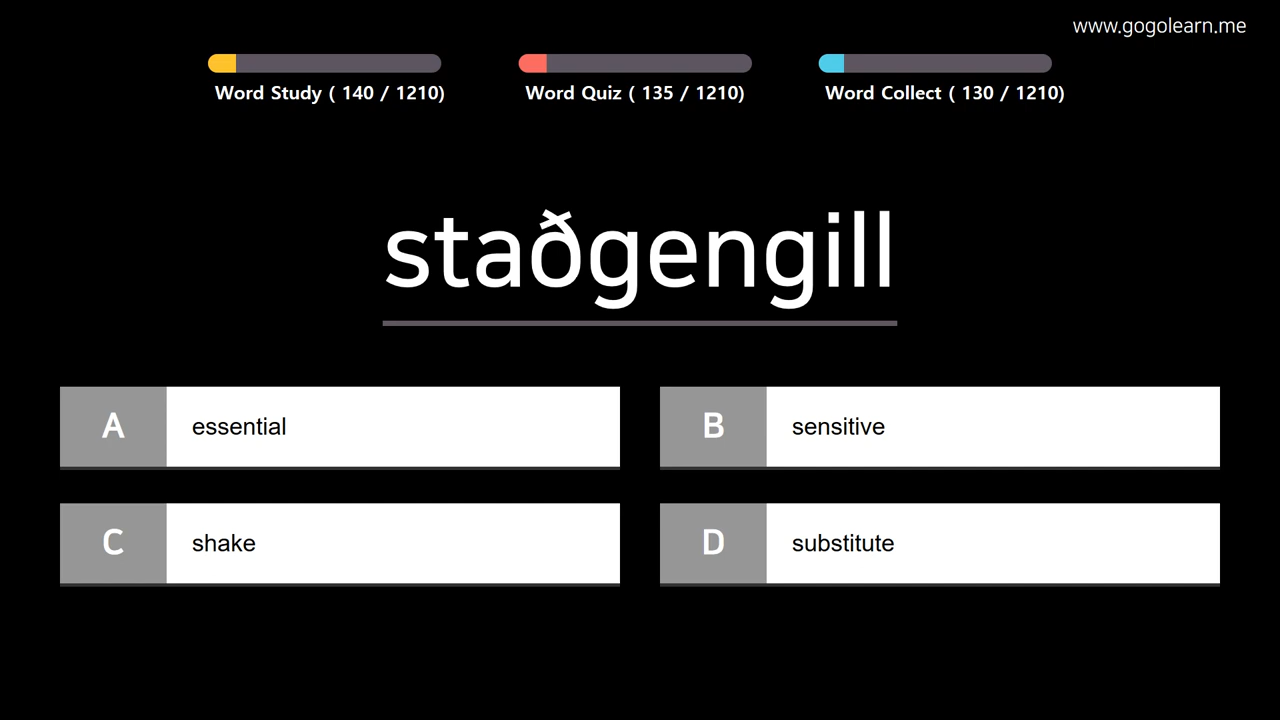 www.gogolearn.me
Word Study ( 140 / 1210)
Word Quiz ( 135 / 1210)
Word Collect ( 130 / 1210)
staðgengill
A essential
B sensitive
C shake
D substitute